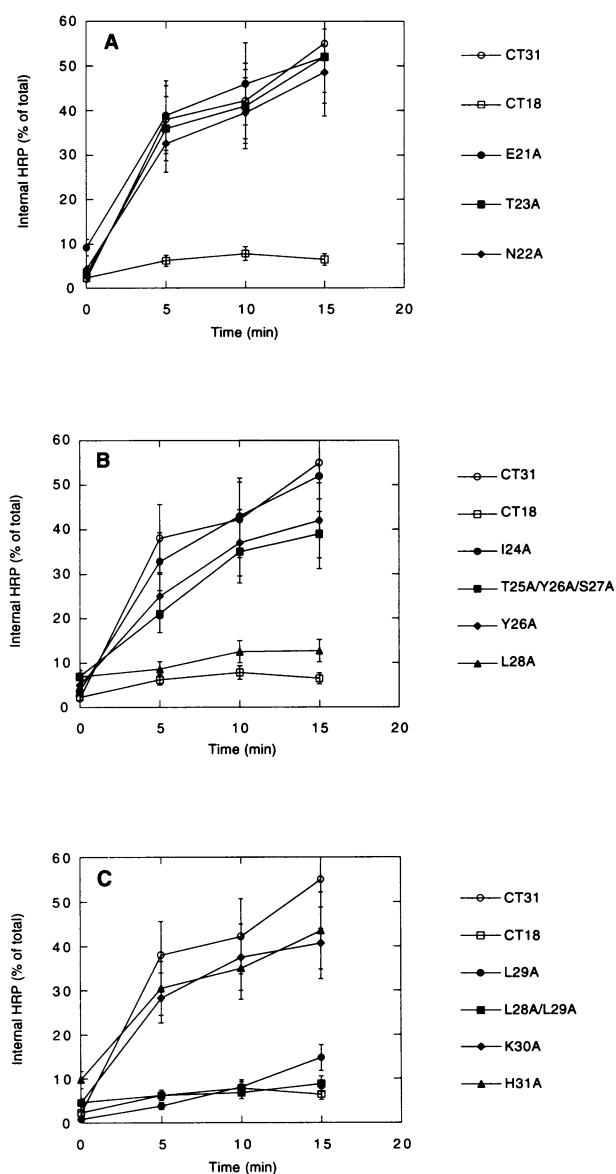 A
Internal HRP (% of total)
60
50
40
30
20
10
0
0 5 10 15 20
Time (min)
CT31
CT18
E21A
T23A
N22A
B
Internal HRP (% of total)
60
50
40
30
20
10
0
0 5 10 15 20
Time (min)
CT31
CT18
I24A
T25A/Y26A/S27A
Y26A
L28A
C
Internal HRP (% of total)
60
50
40
30
20
10
0
0 5 10 15 20
Time (min)
CT31
CT18
L29A
L28A/L29A
K30A
H31A